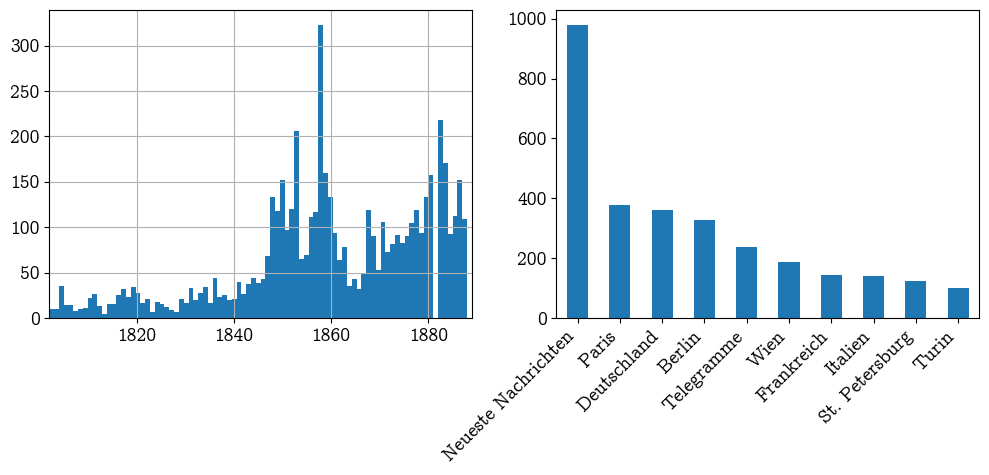 300
250
200
150
100
50
0
1820 1840 1860 1880
1000
800
600
400
200
0
Neueste Nachrichten
Paris
Deutschland
Berlin
Telegramme
Wien
Frankreich
Italien
St. Petersburg
Turin